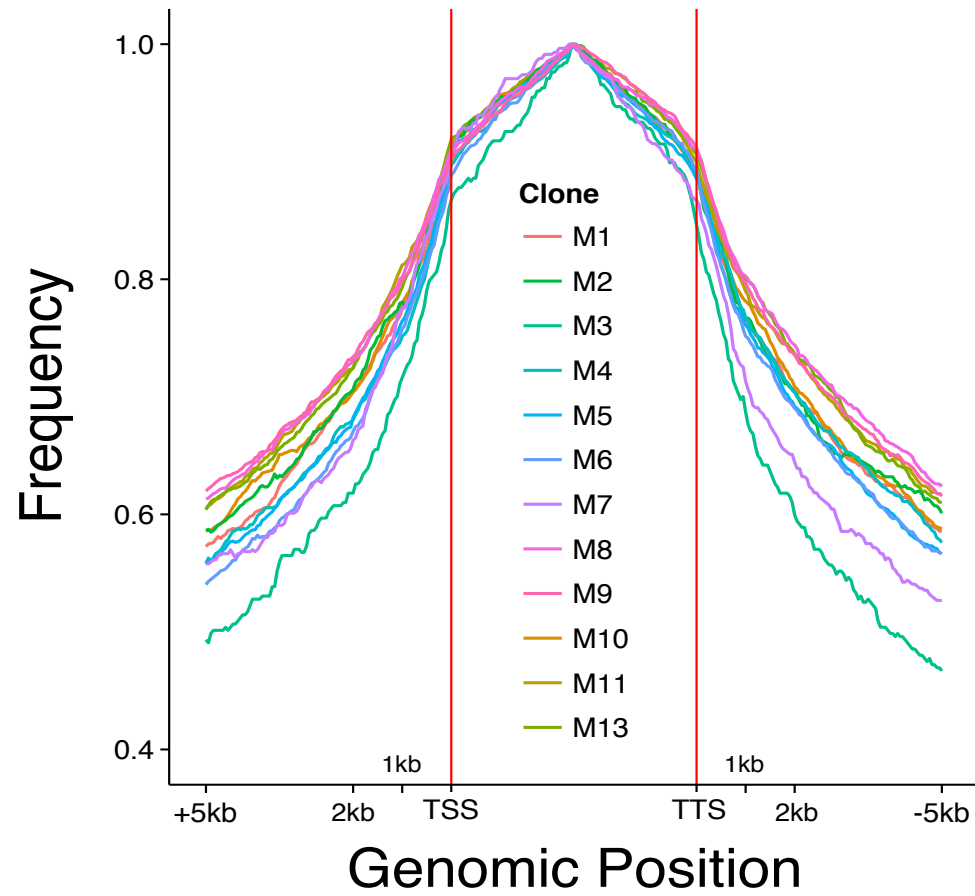 Frequency
1.0
0.8
0.6
0.4
Clone
M1
M2
M3
M4
M5
M6
M7
M8
M9
M10
M11
M13
1kb 1kb
+5kb 2kb TSS TTS 2kb -5kb
Genomic Position